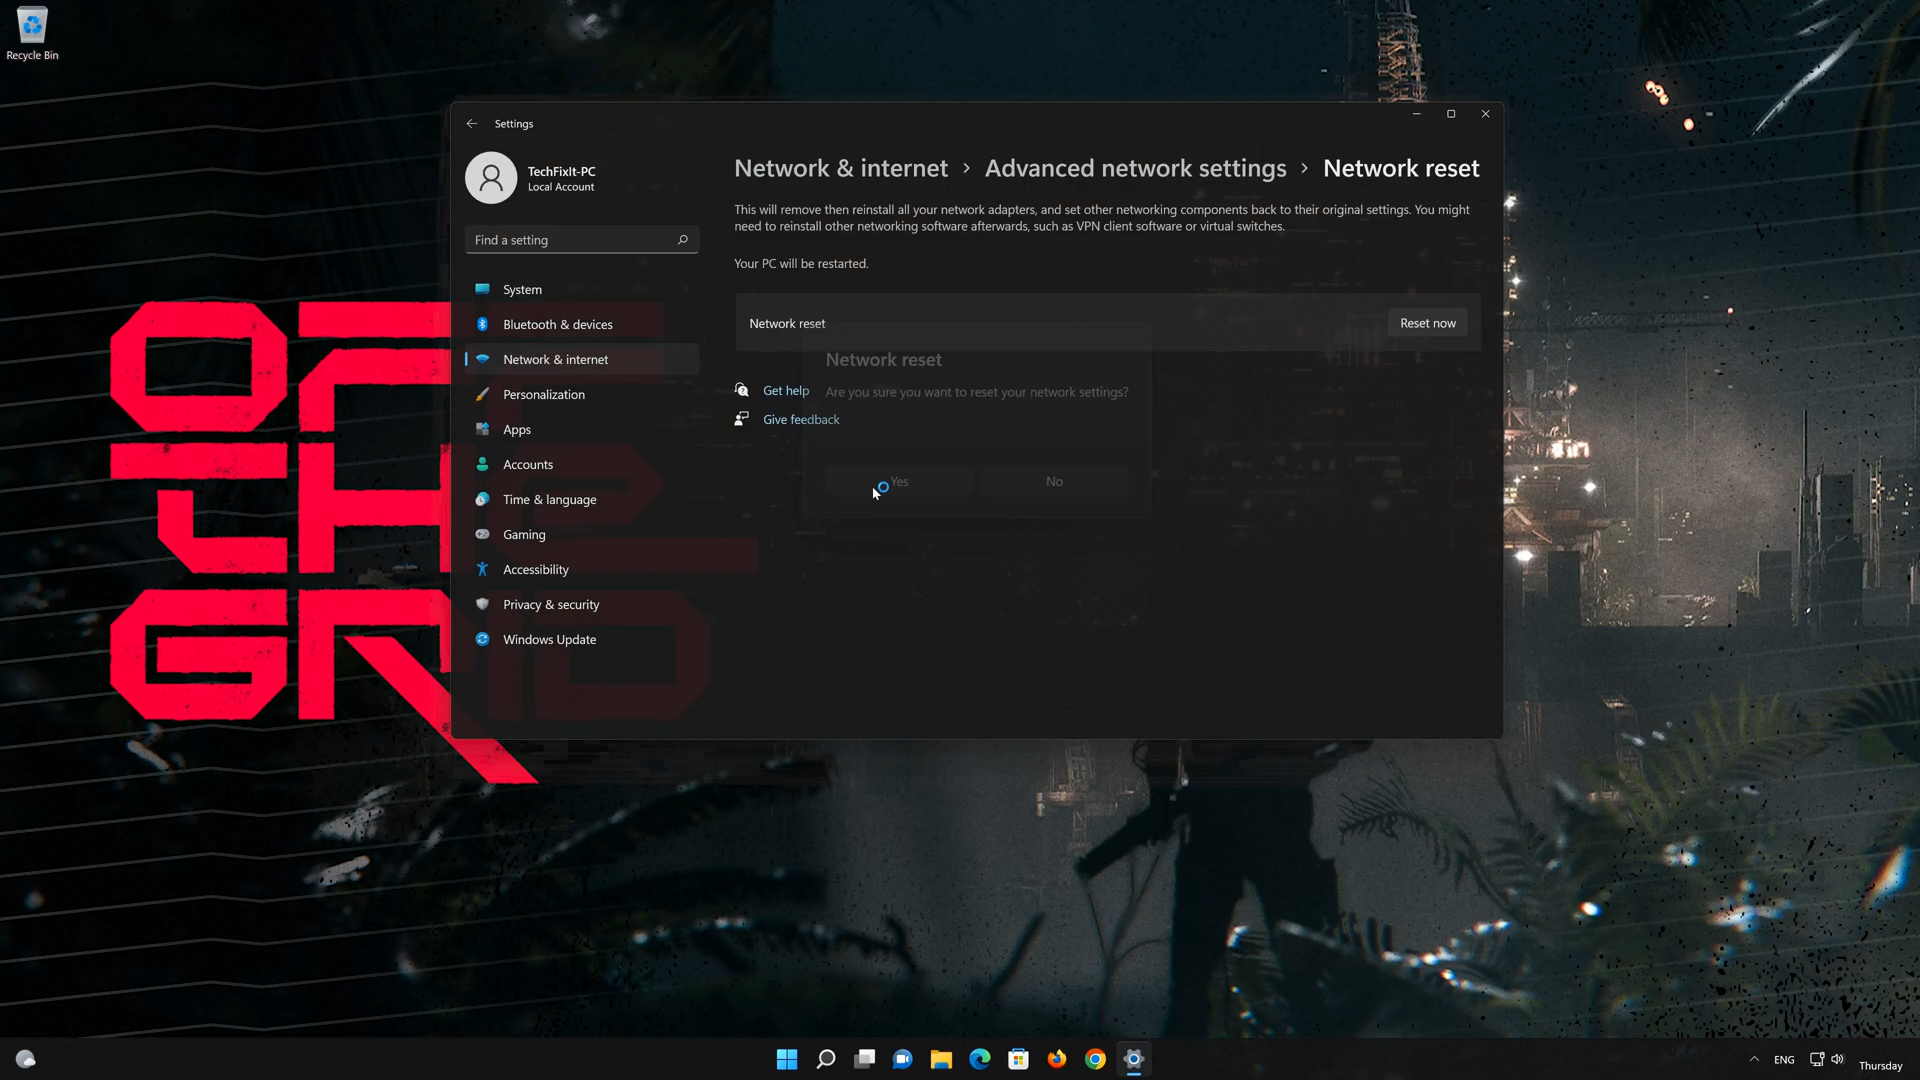 Recycle Bin
Settings
TechFixIt-PC
Local Account
Find a setting
System
Bluetooth & devices
Network & internet
Personalization
Apps
Accounts
Time & language
Gaming
Accessibility
Privacy & security
Windows Update
Network & internet > Advanced network settings > Network reset
This will remove then reinstall all your network adapters, and set other networking components back to their original settings. You might
need to reinstall other networking software afterwards, such as VPN client software or virtual switches.
Your PC will be restarted.
Network reset
Reset now
Network reset
Are you sure you want to reset your network settings?
Yes
No
Get help
Give feedback
OFF
THE
GRID
ENG
Thursday